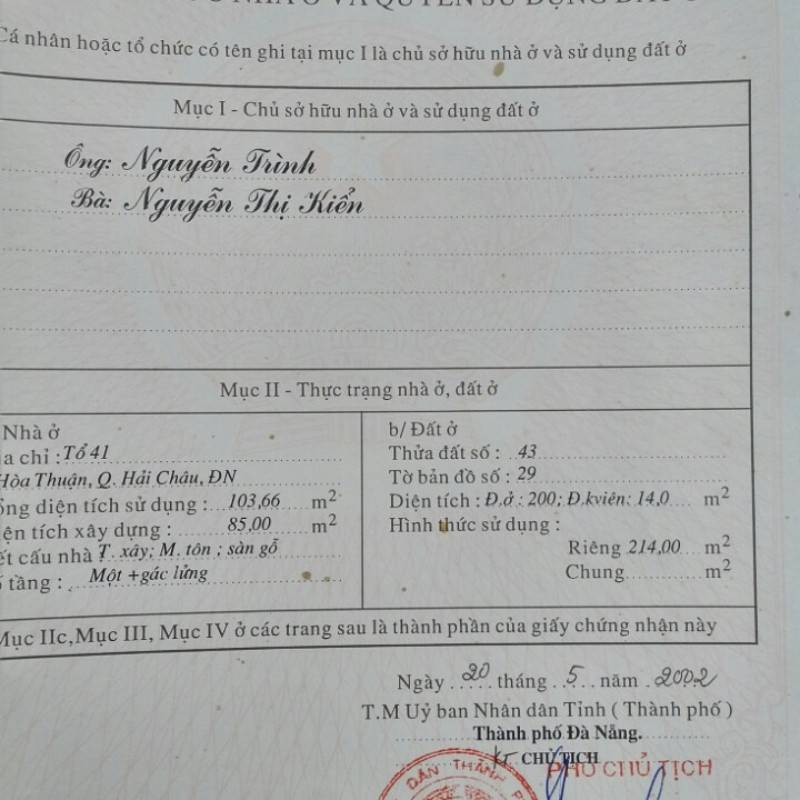 Cá nhân hoặc tổ chức có tên ghi tại mục I là chủ sở hữu nhà ở và sử dụng đất ở
Mục I - Chủ sở hữu nhà ở và sử dụng đất ở
Ông: Nguyễn Trình
Bà: Nguyễn Thị Kiển
Mục II - Thực trạng nhà ở, đất ở
Nhà ở
a chỉ : Tổ 41
Hòa Thuận, Q. Hải Châu, ĐN
ổng diện tích sử dụng : 103,66 m2
ện tích xây dựng : 85,00 m2
ết cấu nhà T. xây; M. tôn ; sàn gỗ
ố tầng : Một +gác lửng
b/ Đất ở
Thửa đất số : 43
Tờ bản đồ số : 29
Diện tích : Đ.ở : 200; Đ.kviên: 14,0 m2
Hình thức sử dụng :
Riêng 214,00 m2
Chung m2
Mục IIc,Mục III, Mục IV ở các trang sau là thành phần của giấy chứng nhận này
Ngày 20 tháng 5 năm 2002
T.M Uỷ ban Nhân dân Tỉnh ( Thành phố )
Thành phố Đà Nẵng.
KT CHỦ TỊCH
PHÓ CHỦ TỊCH
DÂN THÀNH